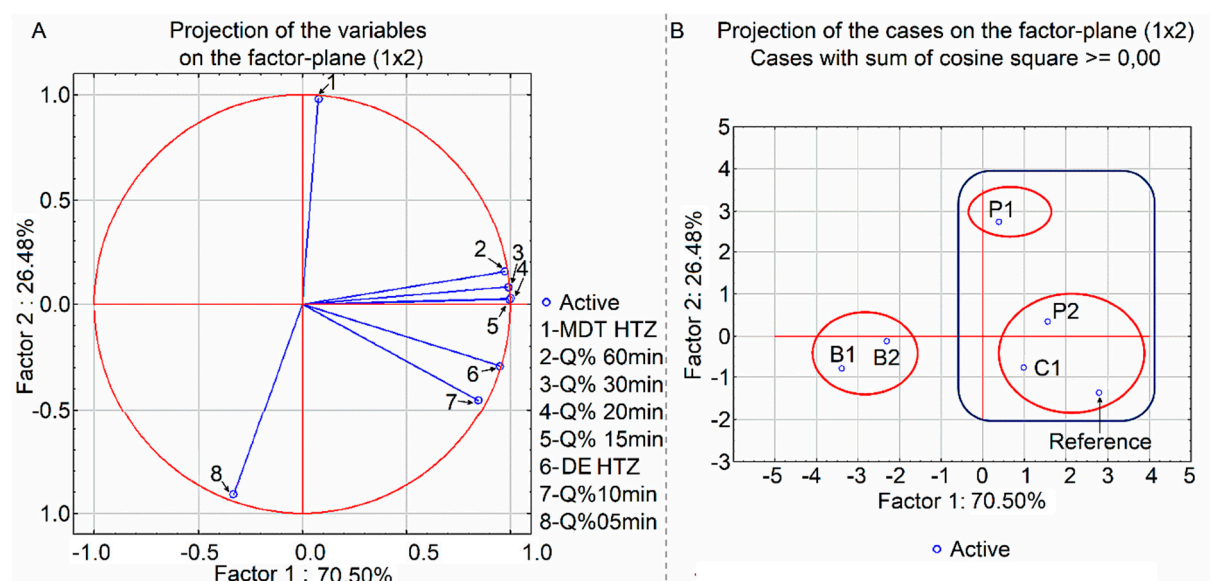 A
Projection of the variables
on the factor-plane (1x2)
1.0
0.5
0.0
-0.5
1.0
Factor 2 : 26.48%
-1.0
-0.5
0.0
0.5
1.0
Factor 1 : 70.50%
1
2
3
4
5
6
7
8
Active
1-MDT HTZ
2-Q% 60min
3-Q% 30min
4-Q% 20min
5-Q% 15min
6-DE HTZ
7-Q%10min
8-Q%05min
B
Projection of the cases on the factor-plane (1x2)
Cases with sum of cosine square >= 0,00
5
4
3
2
1
0
-1
-2
-3
Factor 2: 26.48%
-5
-4
-3
-2
-1
0
1
2
3
4
5
Factor 1: 70.50%
P1
P2
B1
B2
C1
Reference
Active